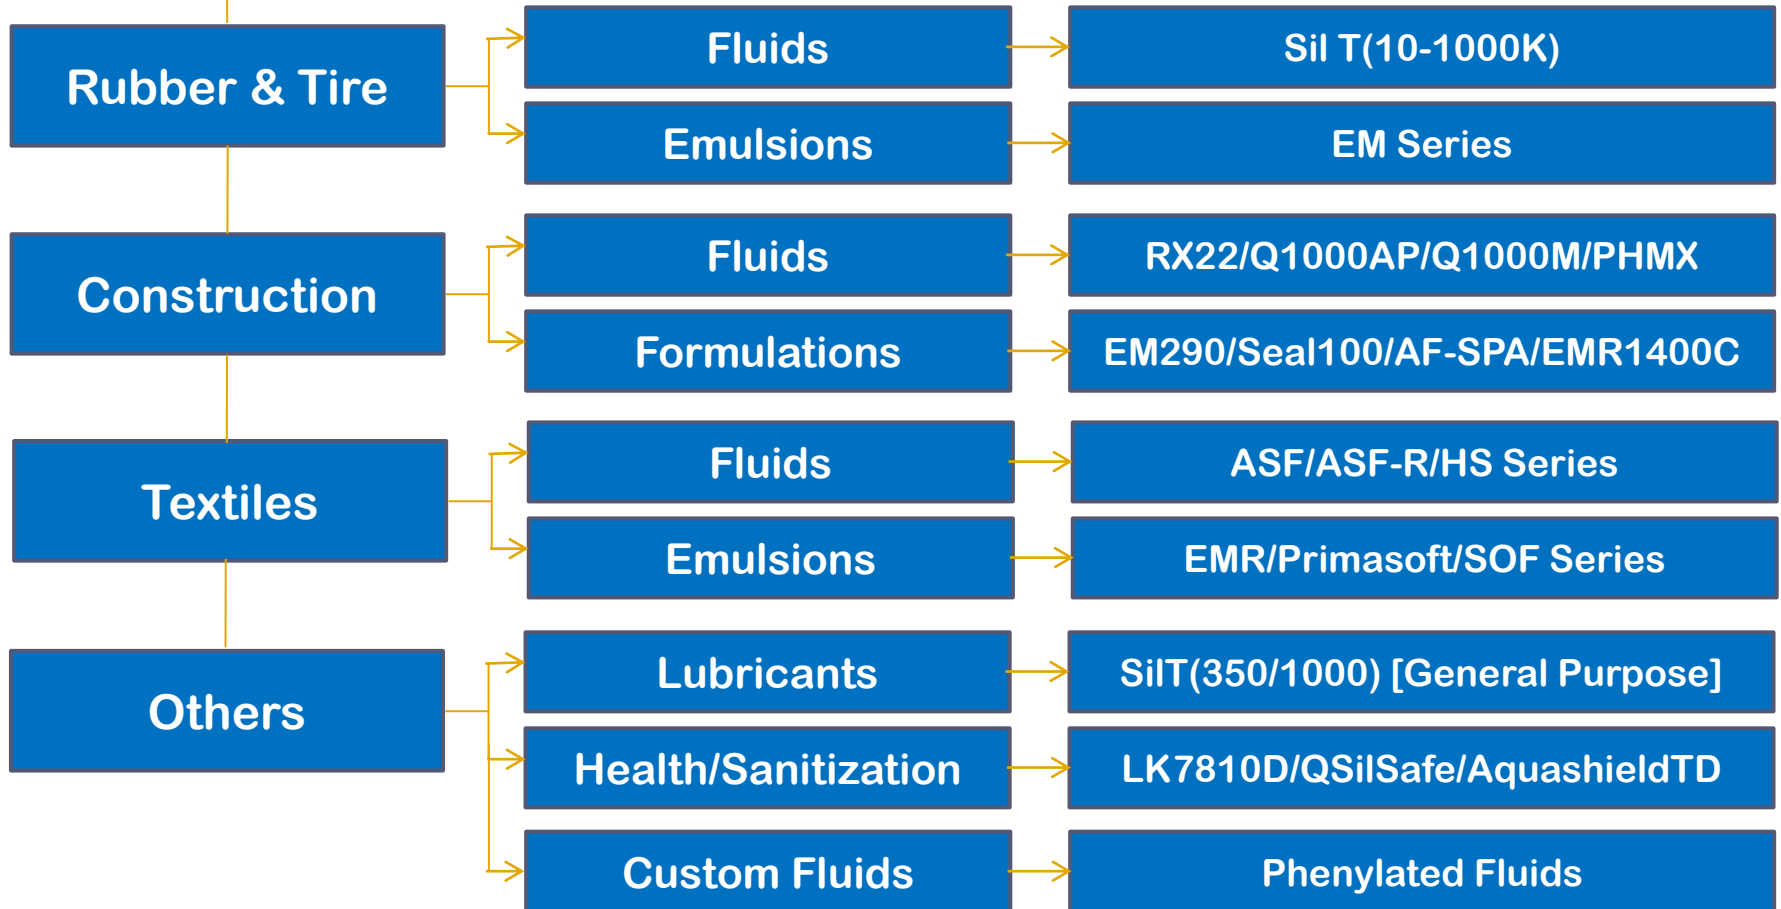 Rubber & Tire
Fluids
Sil T(10-1000K)
Emulsions
EM Series
Construction
Fluids
RX22/Q1000AP/Q1000M/PHMX
Formulations
EM290/Seal100/AF-SPA/EMR1400C
Textiles
Fluids
ASF/ASF-R/HS Series
Emulsions
EMR/Primasoft/SOF Series
Others
Lubricants
SilT(350/1000) [General Purpose]
Health/Sanitization
LK7810D/QSilSafe/AquashieldTD
Custom Fluids
Phenylated Fluids